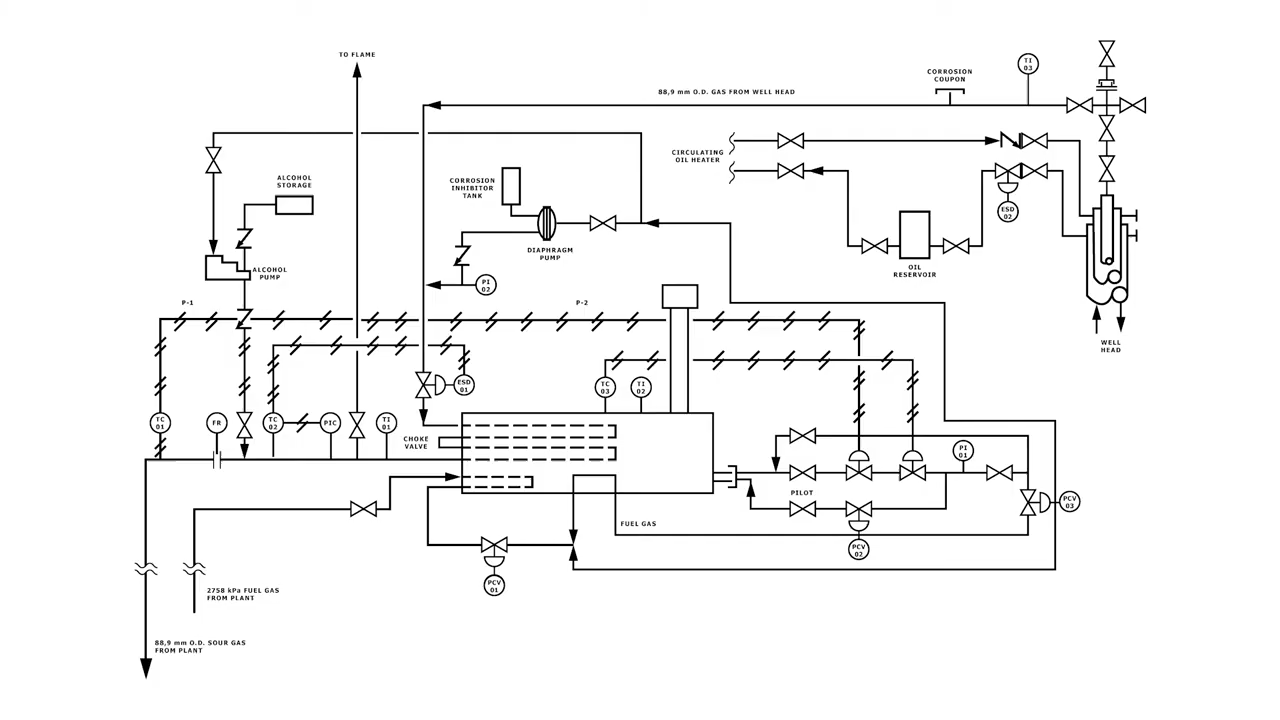 TO FLAME
TI
03
CORROSION
COUPON
88,9 mm O.D. GAS FROM WELL HEAD
CIRCULATING
OIL HEATER
ALCOHOL
STORAGE
CORROSION
INHIBITOR
TANK
ESD
02
DIAPHRAGM
PUMP
ALCOHOL
PUMP
OIL
RESERVOIR
PI
02
P-1
P-2
WELL
HEAD
ESD
01
TC
03
TI
02
TC
01
FR
TC
02
PIC
TI
01
CHOKE
VALVE
PI
01
PILOT
PCV
03
FUEL GAS
PCV
02
PCV
01
2758 kPa FUEL GAS
FROM PLANT
88,9 mm O.D. SOUR GAS
FROM PLANT